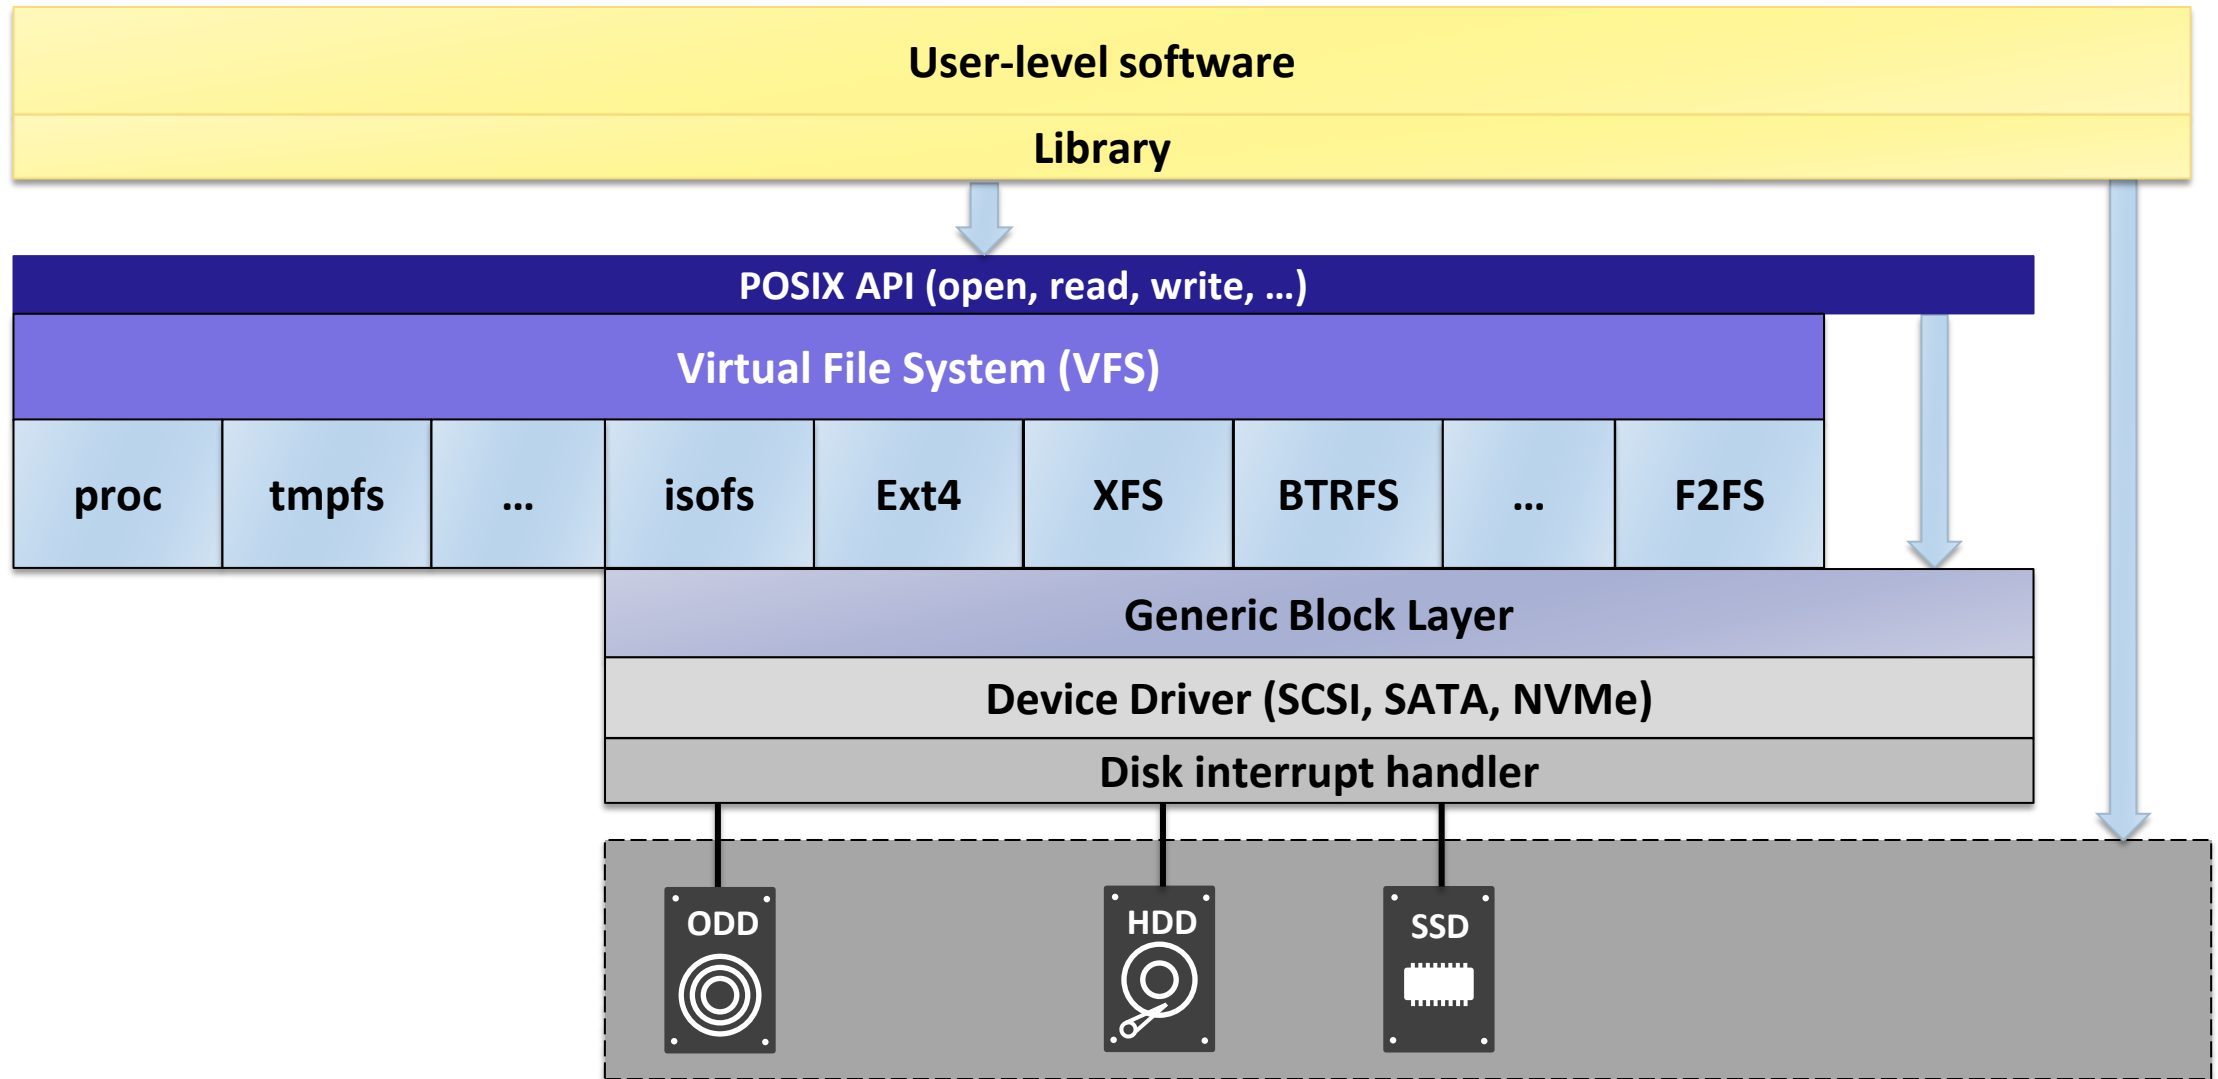 User-level software
Library
POSIX API (open, read, write, …)
Virtual File System (VFS)
proc tmpfs … isofs Ext4 XFS BTRFS … F2FS
Generic Block Layer
Device Driver (SCSI, SATA, NVMe)
Disk interrupt handler
ODD HDD SSD